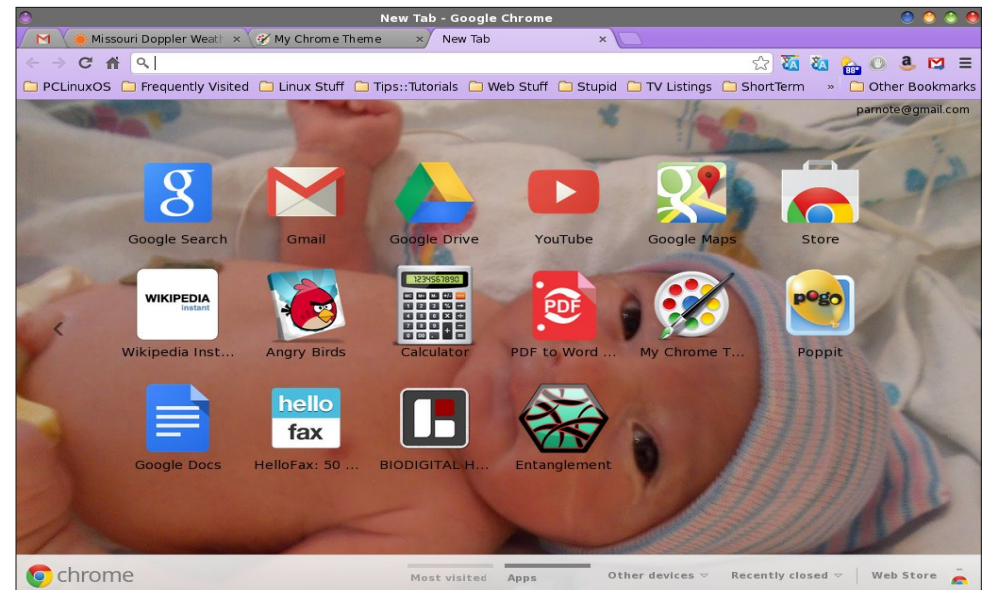 New Tab - Google Chrome
Missouri Doppler Weat
My Chrome Theme
New Tab
88°
PCLinuxOS Frequently Visited Linux Stuff Tips::Tutorials Web Stuff Stupid TV Listings ShortTerm » Other Bookmarks
parnote@gmail.com
Google Search Gmail Google Drive YouTube Google Maps Store
WIKIPEDIA
Instant
1234567890
PDF
pogo
Wikipedia Inst... Angry Birds Calculator PDF to Word ... My Chrome T... Poppit
hello
fax
Google Docs HelloFax: 50 ... BIODIGITAL H... Entanglement
chrome
Most visited Apps Other devices Recently closed Web Store